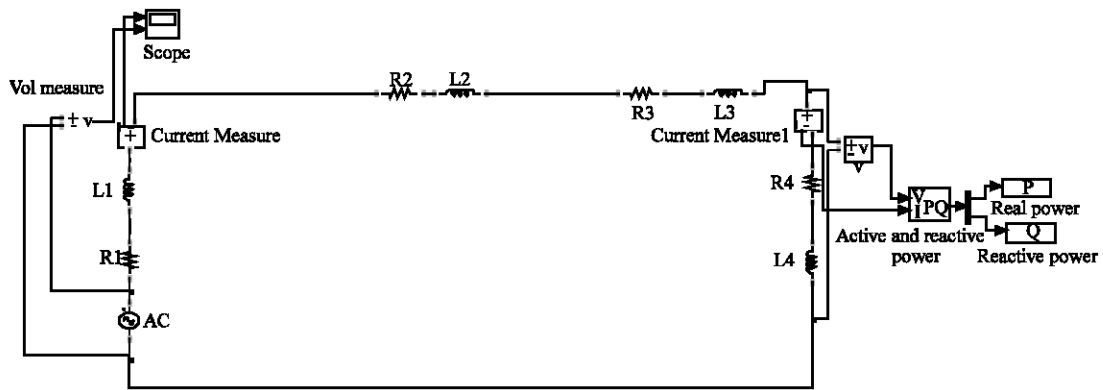 Scope
Vol measure
+
- v
+
Current Measure
L1
R1
AC
R2
L2
R3
L3
Current Measure1
+
-
R4
L4
+
- v
v
V
I PQ
Active and reactive
power
P
Real power
Q
Reactive power